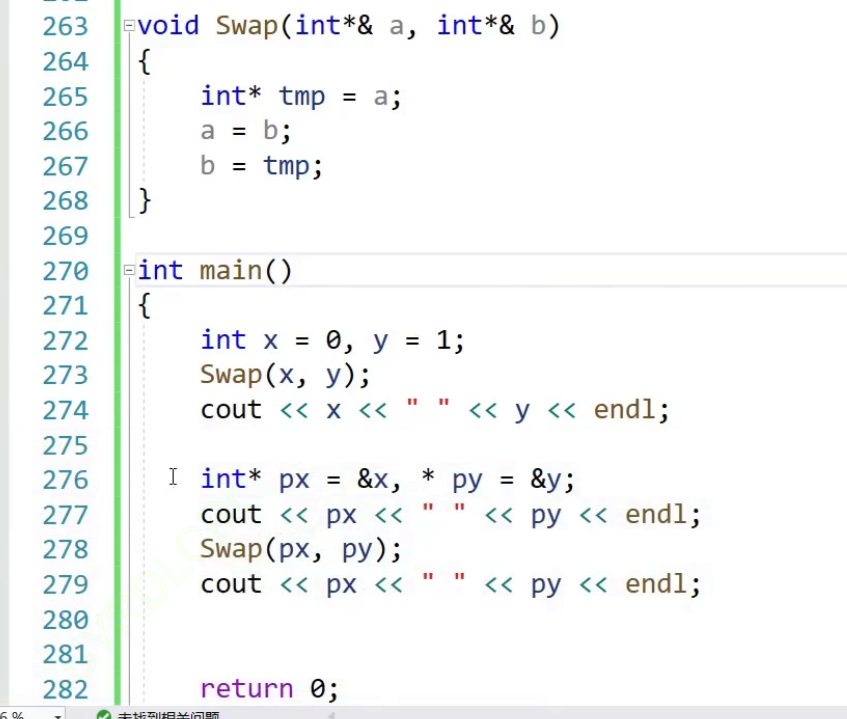 263 void Swap(int*& a, int*& b)
264 {
265 int* tmp = a;
266 a = b;
267 b = tmp;
268 }
269
270 int main()
271 {
272 int x = 0, y = 1;
273 Swap(x, y);
274 cout << x << " " << y << endl;
275
276 int* px = &x, * py = &y;
277 cout << px << " " << py << endl;
278 Swap(px, py);
279 cout << px << " " << py << endl;
280
281
282 return 0;
6 % 未找到相关问题